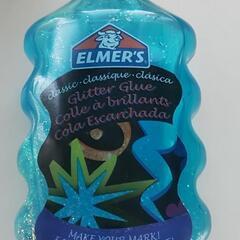 ELMER'S
classic • classique • clásica
Glitter Glue
Colle à brillants
Cola Escarchada
MAKE YOUR MARK!